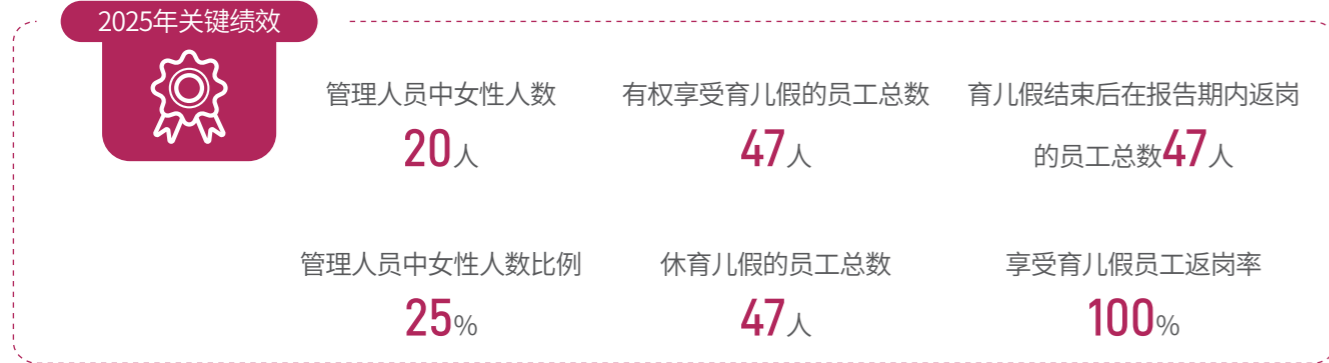 2025年关键绩效
管理人员中女性人数
20人
有权享受育儿假的员工总数
47人
育儿假结束后在报告期内返岗
的员工总数47人
管理人员中女性人数比例
25%
休育儿假的员工总数
47人
享受育儿假员工返岗率
100%